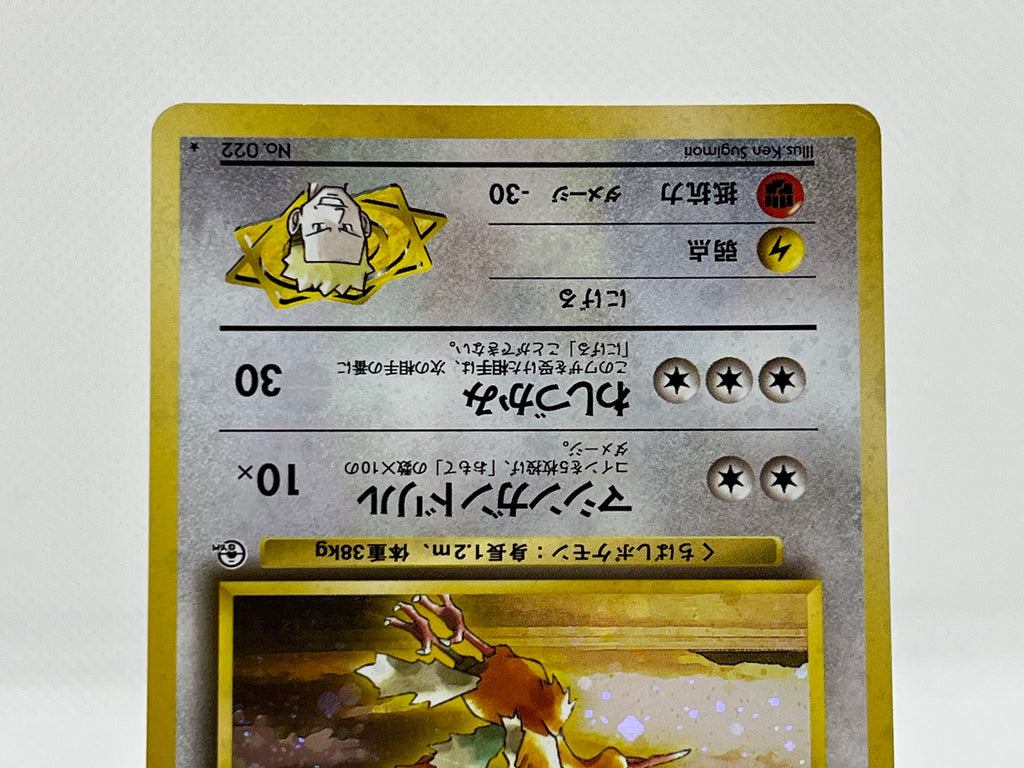 くちばしポケモン：身長1.2m、体重38kg
GYM
マシンガンドリル 10×
コインを5枚投げ、「おもて」の数×10の
ダメージ。
わしづかみ 30
このワザを受けた相手は、次の相手の番に
「にげる」ことができない。
にげる
弱点
抵抗力 ダメージ -30
Illus.Ken Sugimori No.022 ★